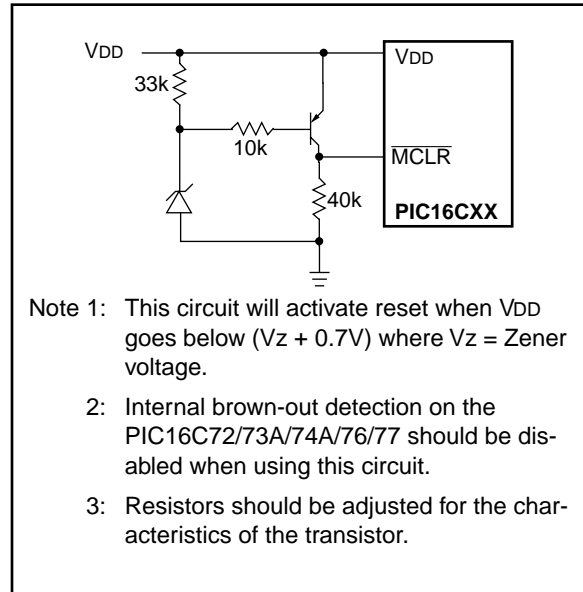 VDD
VDD
33k
10k
MCLR
40k
PIC16CXX
Note 1: This circuit will activate reset when VDD
goes below (Vz + 0.7V) where Vz = Zener
voltage.
2: Internal brown-out detection on the
PIC16C72/73A/74A/76/77 should be dis-
abled when using this circuit.
3: Resistors should be adjusted for the char-
acteristics of the transistor.